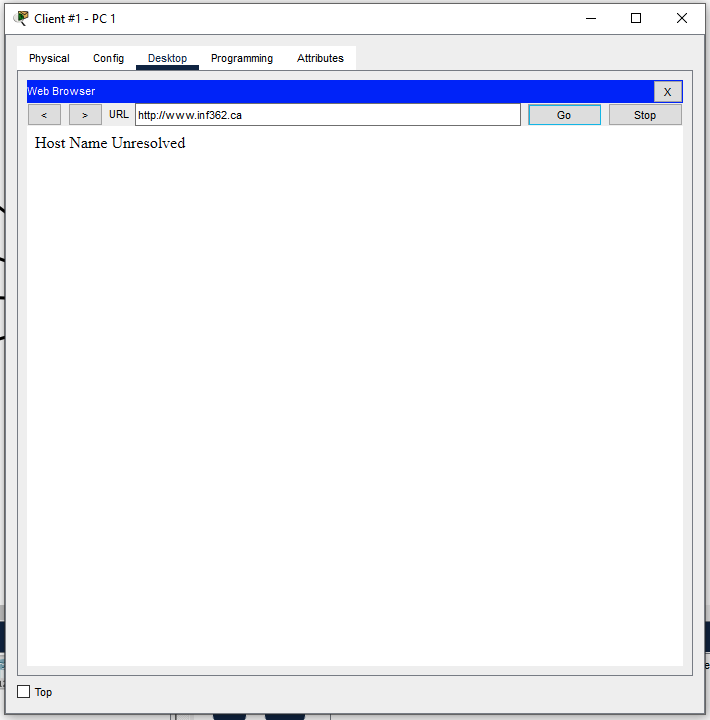 Client #1 - PC 1
Physical Config Desktop Programming Attributes
Web Browser X
< > URL http://www.inf362.ca Go Stop
Host Name Unresolved
Top